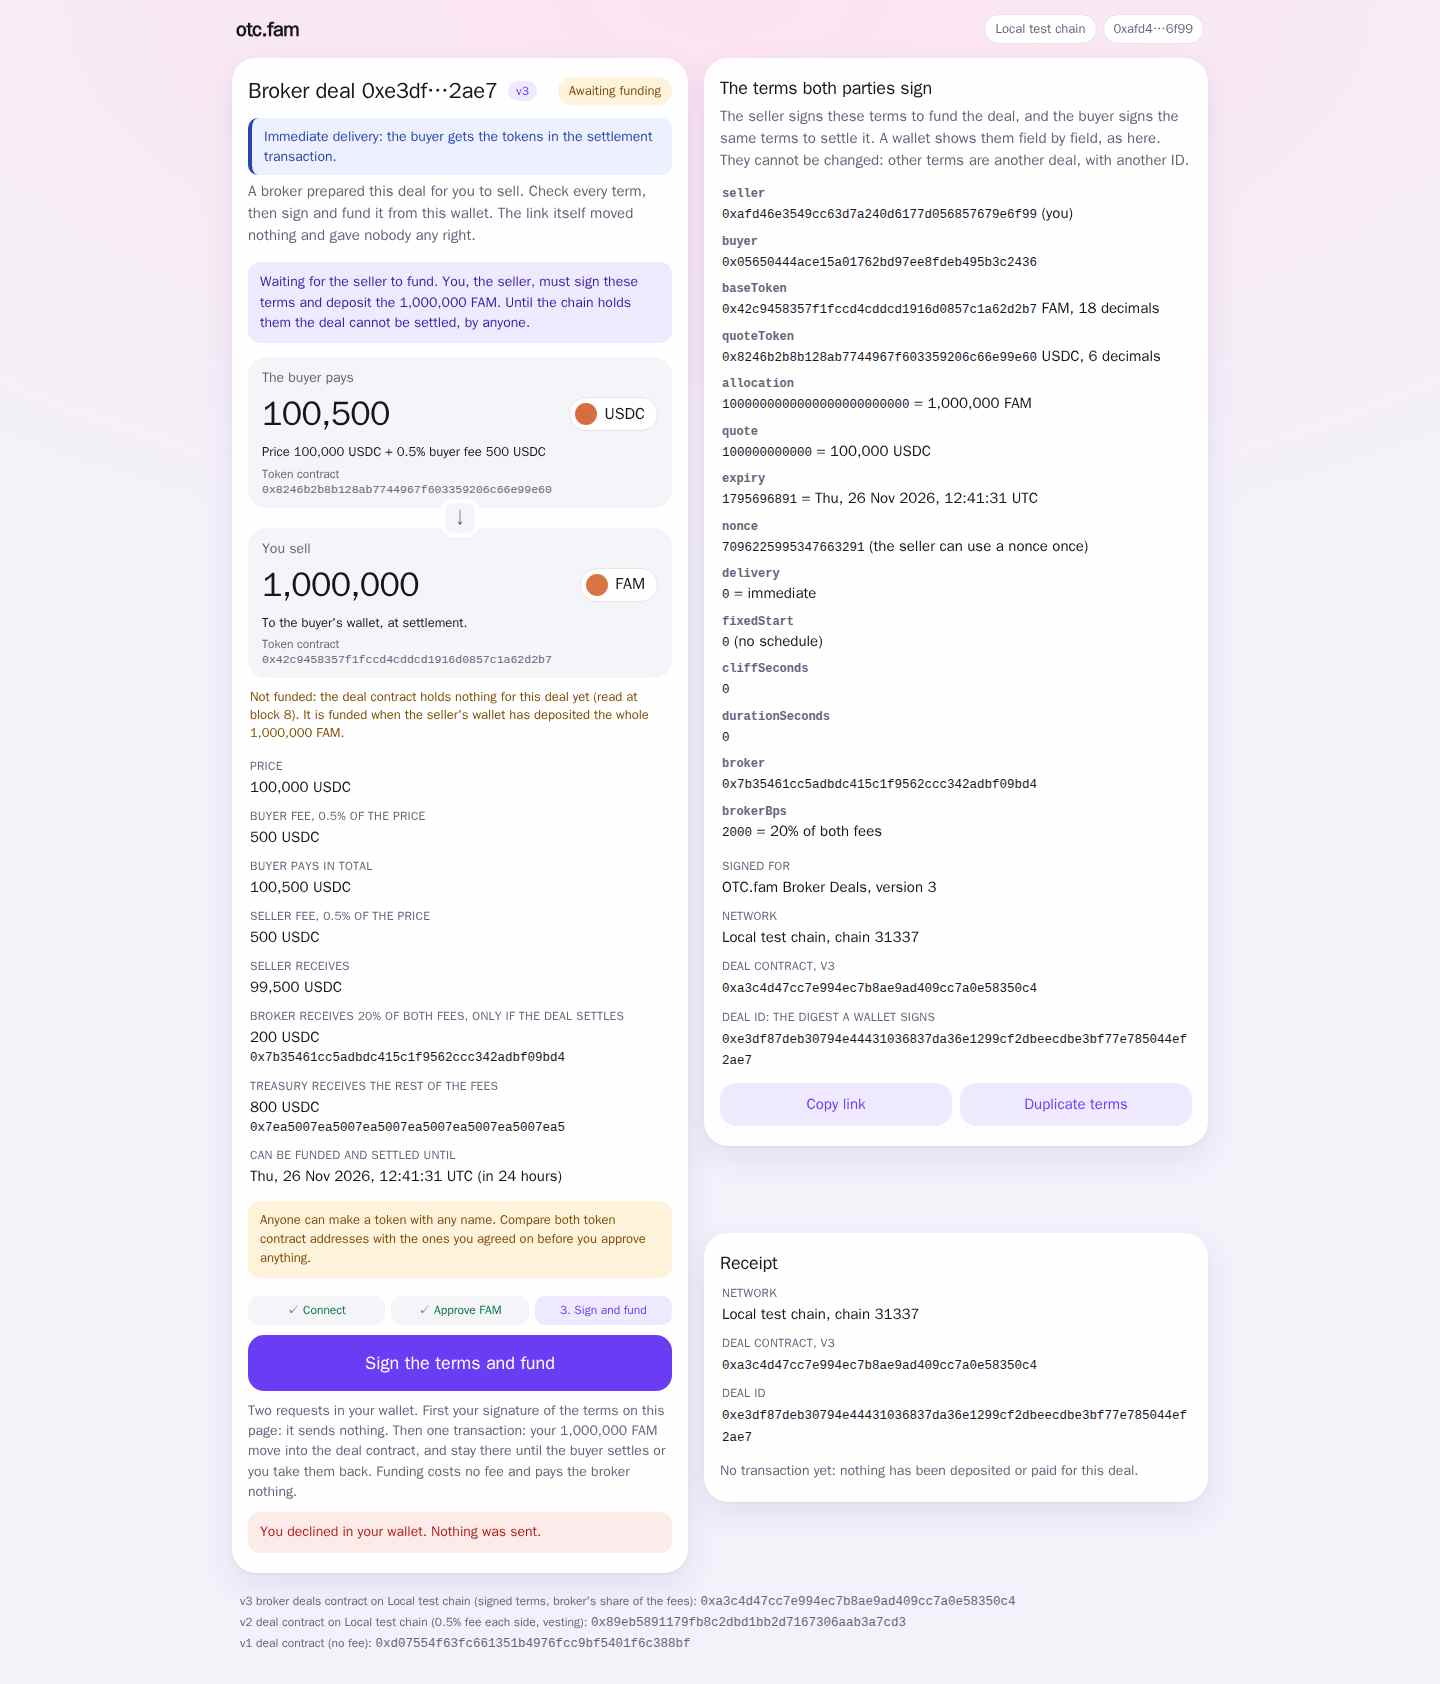 otc.fam
Local test chain
0xafd4···6f99
Broker deal 0xe3df···2ae7
v3
Awaiting funding
Immediate delivery: the buyer gets the tokens in the settlement
transaction.
A broker prepared this deal for you to sell. Check every term,
then sign and fund it from this wallet. The link itself moved
nothing and gave nobody any right.
Waiting for the seller to fund. You, the seller, must sign these
terms and deposit the 1,000,000 FAM. Until the chain holds
them the deal cannot be settled, by anyone.
The buyer pays
100,500
USDC
Price 100,000 USDC + 0.5% buyer fee 500 USDC
Token contract
0x8246b2b8b128ab7744967f603359206c66e99e60
↓
You sell
1,000,000
FAM
To the buyer's wallet, at settlement.
Token contract
0x42c9458357f1fccd4cddcd1916d0857c1a62d2b7
Not funded: the deal contract holds nothing for this deal yet (read at
block 8). It is funded when the seller's wallet has deposited the whole
1,000,000 FAM.
PRICE
100,000 USDC
BUYER FEE, 0.5% OF THE PRICE
500 USDC
BUYER PAYS IN TOTAL
100,500 USDC
SELLER FEE, 0.5% OF THE PRICE
500 USDC
SELLER RECEIVES
99,500 USDC
BROKER RECEIVES 20% OF BOTH FEES, ONLY IF THE DEAL SETTLES
200 USDC
0x7b35461cc5adbdc415c1f9562ccc342adbf09bd4
TREASURY RECEIVES THE REST OF THE FEES
800 USDC
0x7ea5007ea5007ea5007ea5007ea5007ea5007ea5
CAN BE FUNDED AND SETTLED UNTIL
Thu, 26 Nov 2026, 12:41:31 UTC (in 24 hours)
Anyone can make a token with any name. Compare both token
contract addresses with the ones you agreed on before you approve
anything.
✓ Connect
✓ Approve FAM
3. Sign and fund
Sign the terms and fund
Two requests in your wallet. First your signature of the terms on this
page: it sends nothing. Then one transaction: your 1,000,000 FAM
move into the deal contract, and stay there until the buyer settles or
you take them back. Funding costs no fee and pays the broker
nothing.
You declined in your wallet. Nothing was sent.
The terms both parties sign
The seller signs these terms to fund the deal, and the buyer signs the
same terms to settle it. A wallet shows them field by field, as here.
They cannot be changed: other terms are another deal, with another ID.
seller
0xafd46e3549cc63d7a240d6177d056857679e6f99 (you)
buyer
0x05650444ace15a01762bd97ee8fdeb495b3c2436
baseToken
0x42c9458357f1fccd4cddcd1916d0857c1a62d2b7 FAM, 18 decimals
quoteToken
0x8246b2b8b128ab7744967f603359206c66e99e60 USDC, 6 decimals
allocation
1000000000000000000000000 = 1,000,000 FAM
quote
100000000000 = 100,000 USDC
expiry
1795696891 = Thu, 26 Nov 2026, 12:41:31 UTC
nonce
7096225995347663291 (the seller can use a nonce once)
delivery
0 = immediate
fixedStart
0 (no schedule)
cliffSeconds
0
durationSeconds
0
broker
0x7b35461cc5adbdc415c1f9562ccc342adbf09bd4
brokerBps
2000 = 20% of both fees
SIGNED FOR
OTC.fam Broker Deals, version 3
NETWORK
Local test chain, chain 31337
DEAL CONTRACT, V3
0xa3c4d47cc7e994ec7b8ae9ad409cc7a0e58350c4
DEAL ID: THE DIGEST A WALLET SIGNS
0xe3df87deb30794e44431036837da36e1299cf2dbeecdbe3bf77e785044ef
2ae7
Copy link
Duplicate terms
Receipt
NETWORK
Local test chain, chain 31337
DEAL CONTRACT, V3
0xa3c4d47cc7e994ec7b8ae9ad409cc7a0e58350c4
DEAL ID
0xe3df87deb30794e44431036837da36e1299cf2dbeecdbe3bf77e785044ef
2ae7
No transaction yet: nothing has been deposited or paid for this deal.
v3 broker deals contract on Local test chain (signed terms, broker's share of the fees): 0xa3c4d47cc7e994ec7b8ae9ad409cc7a0e58350c4
v2 deal contract on Local test chain (0.5% fee each side, vesting): 0x89eb5891179fb8c2dbd1bb2d7167306aab3a7cd3
v1 deal contract (no fee): 0xd07554f63fc661351b4976fcc9bf5401f6c388bf